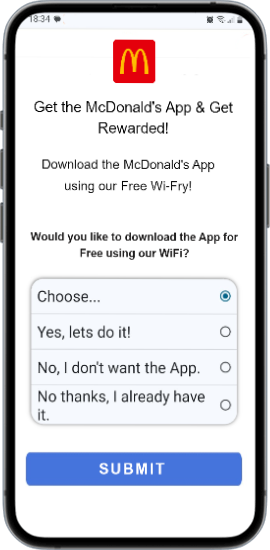 18:34
Get the McDonald's App & Get
Rewarded!
Download the McDonald's App
using our Free Wi-Fry!
Would you like to download the App for
Free using our WiFi?
Choose...
Yes, lets do it!
No, I don't want the App.
No thanks, I already have
it.
SUBMIT